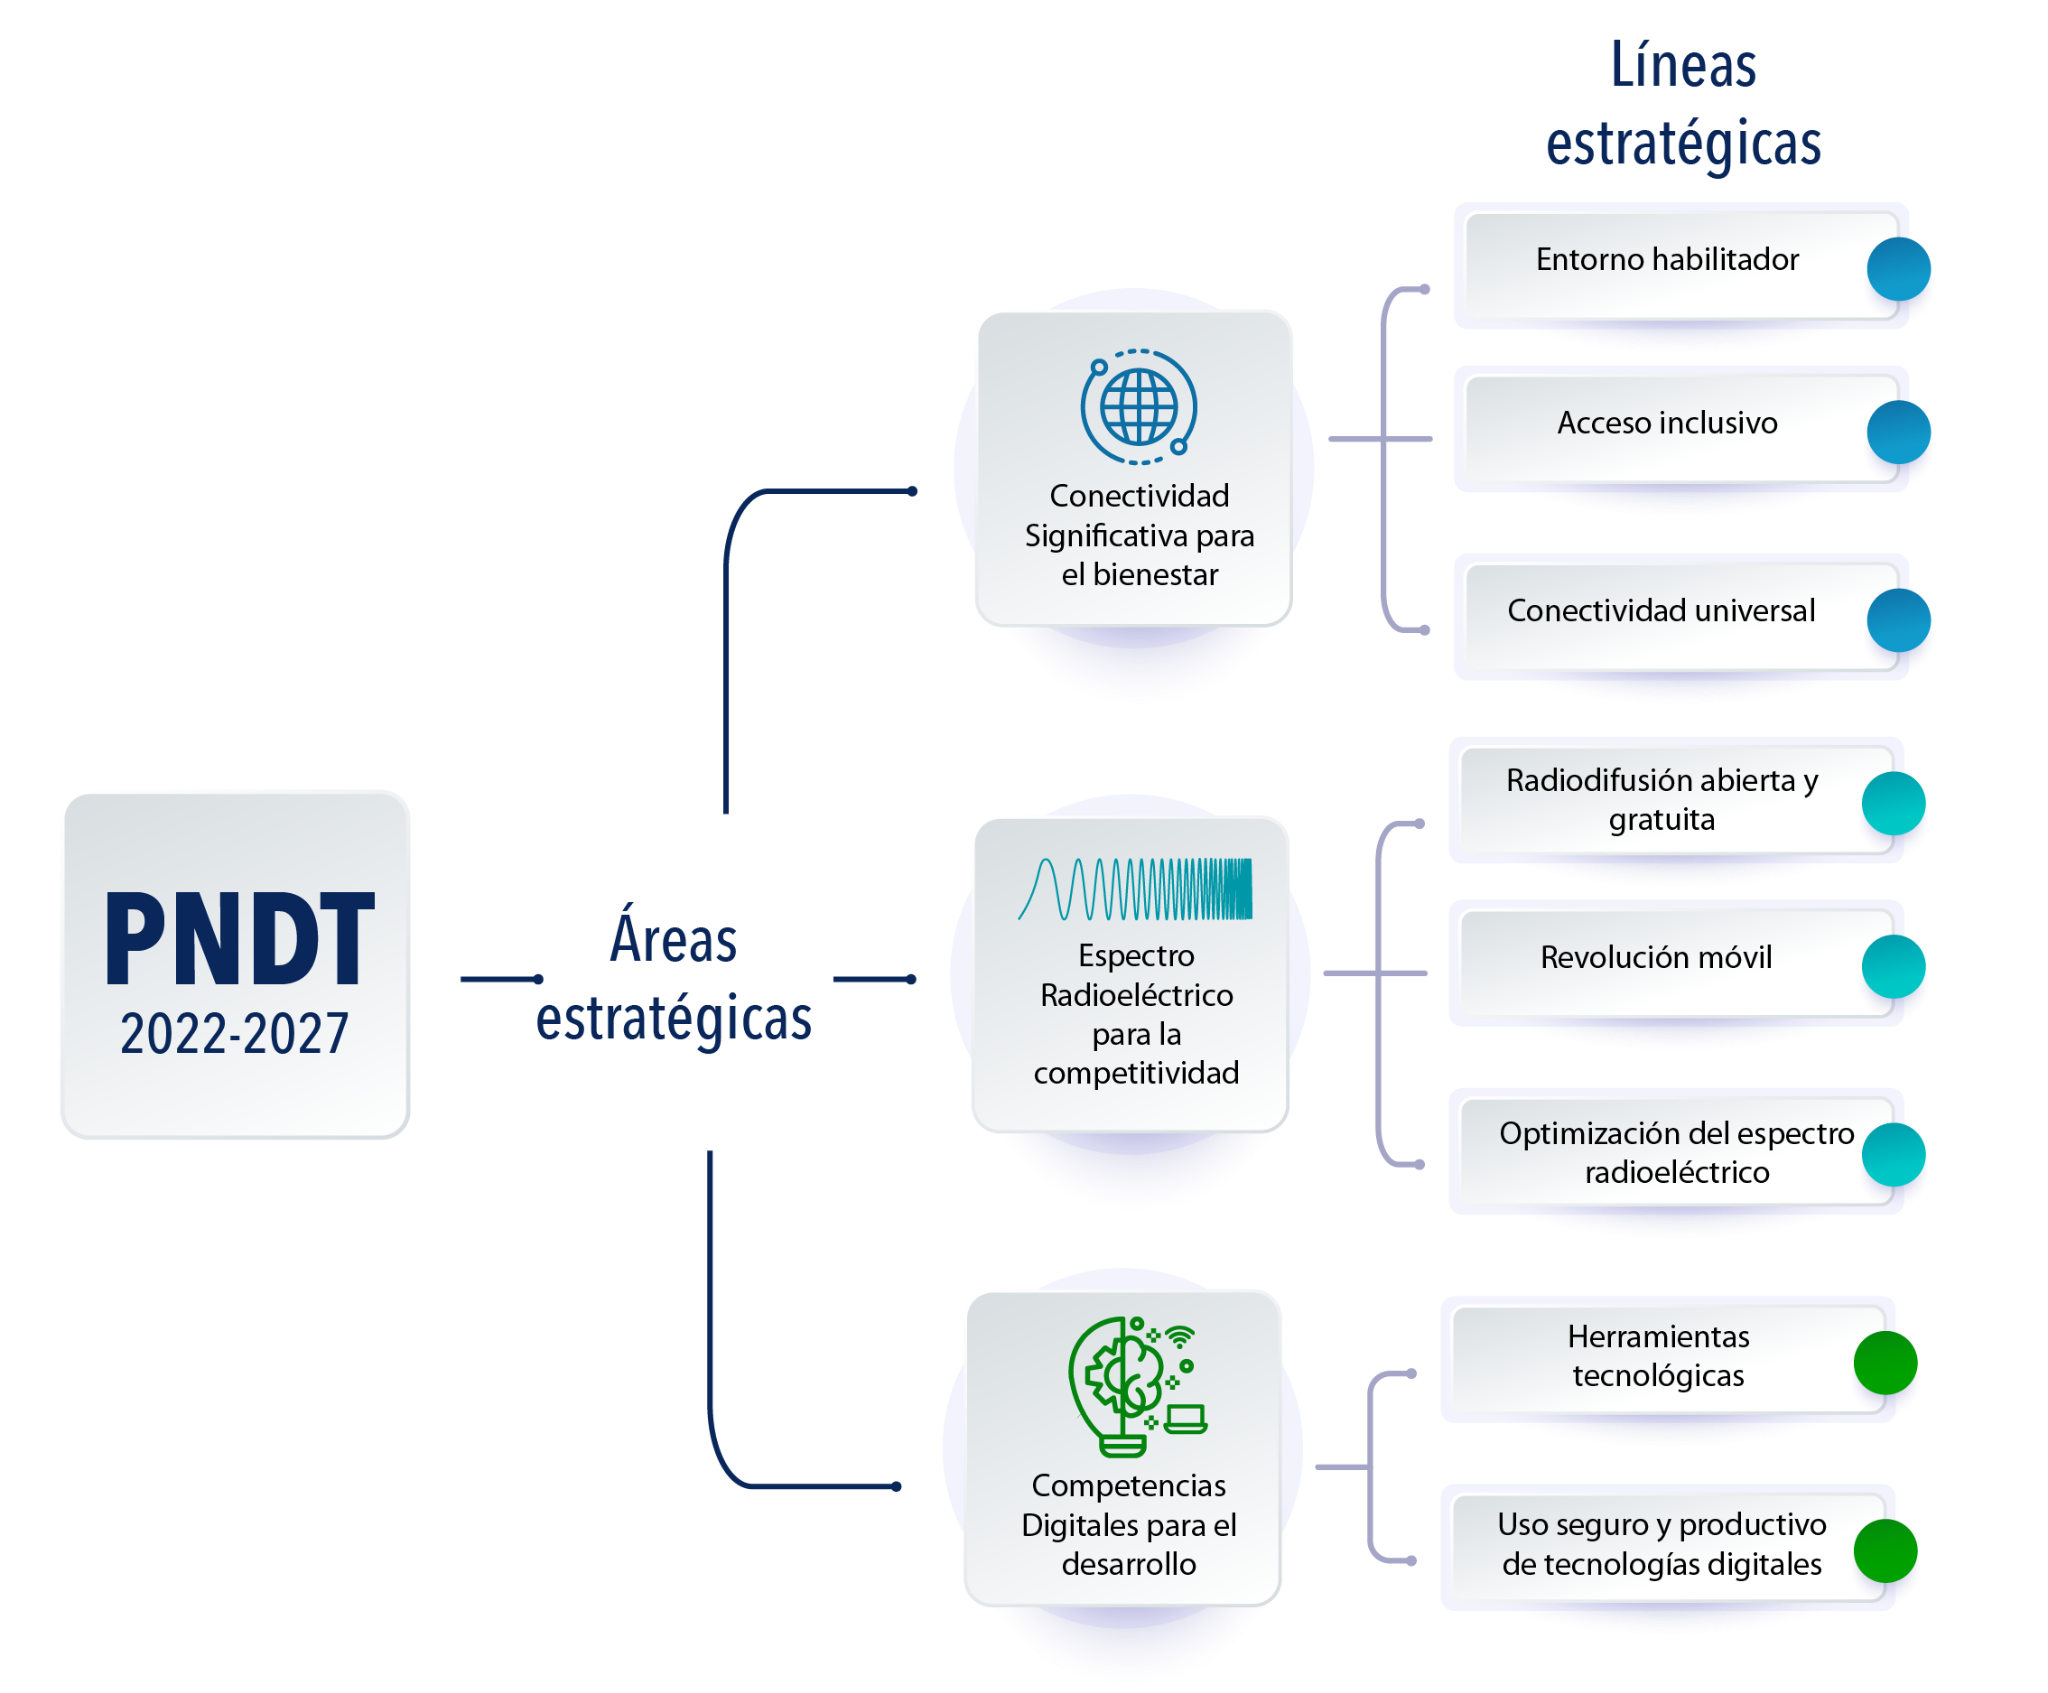 PNDT
2022-2027
Áreas
estratégicas
Líneas
estratégicas
Conectividad
Significativa para
el bienestar
Entorno habilitador
Acceso inclusivo
Conectividad universal
Espectro
Radioeléctrico
para la
competitividad
Radiodifusión abierta y
gratuita
Revolución móvil
Optimización del espectro
radioeléctrico
Competencias
Digitales para el
desarrollo
Herramientas
tecnológicas
Uso seguro y productivo
de tecnologías digitales